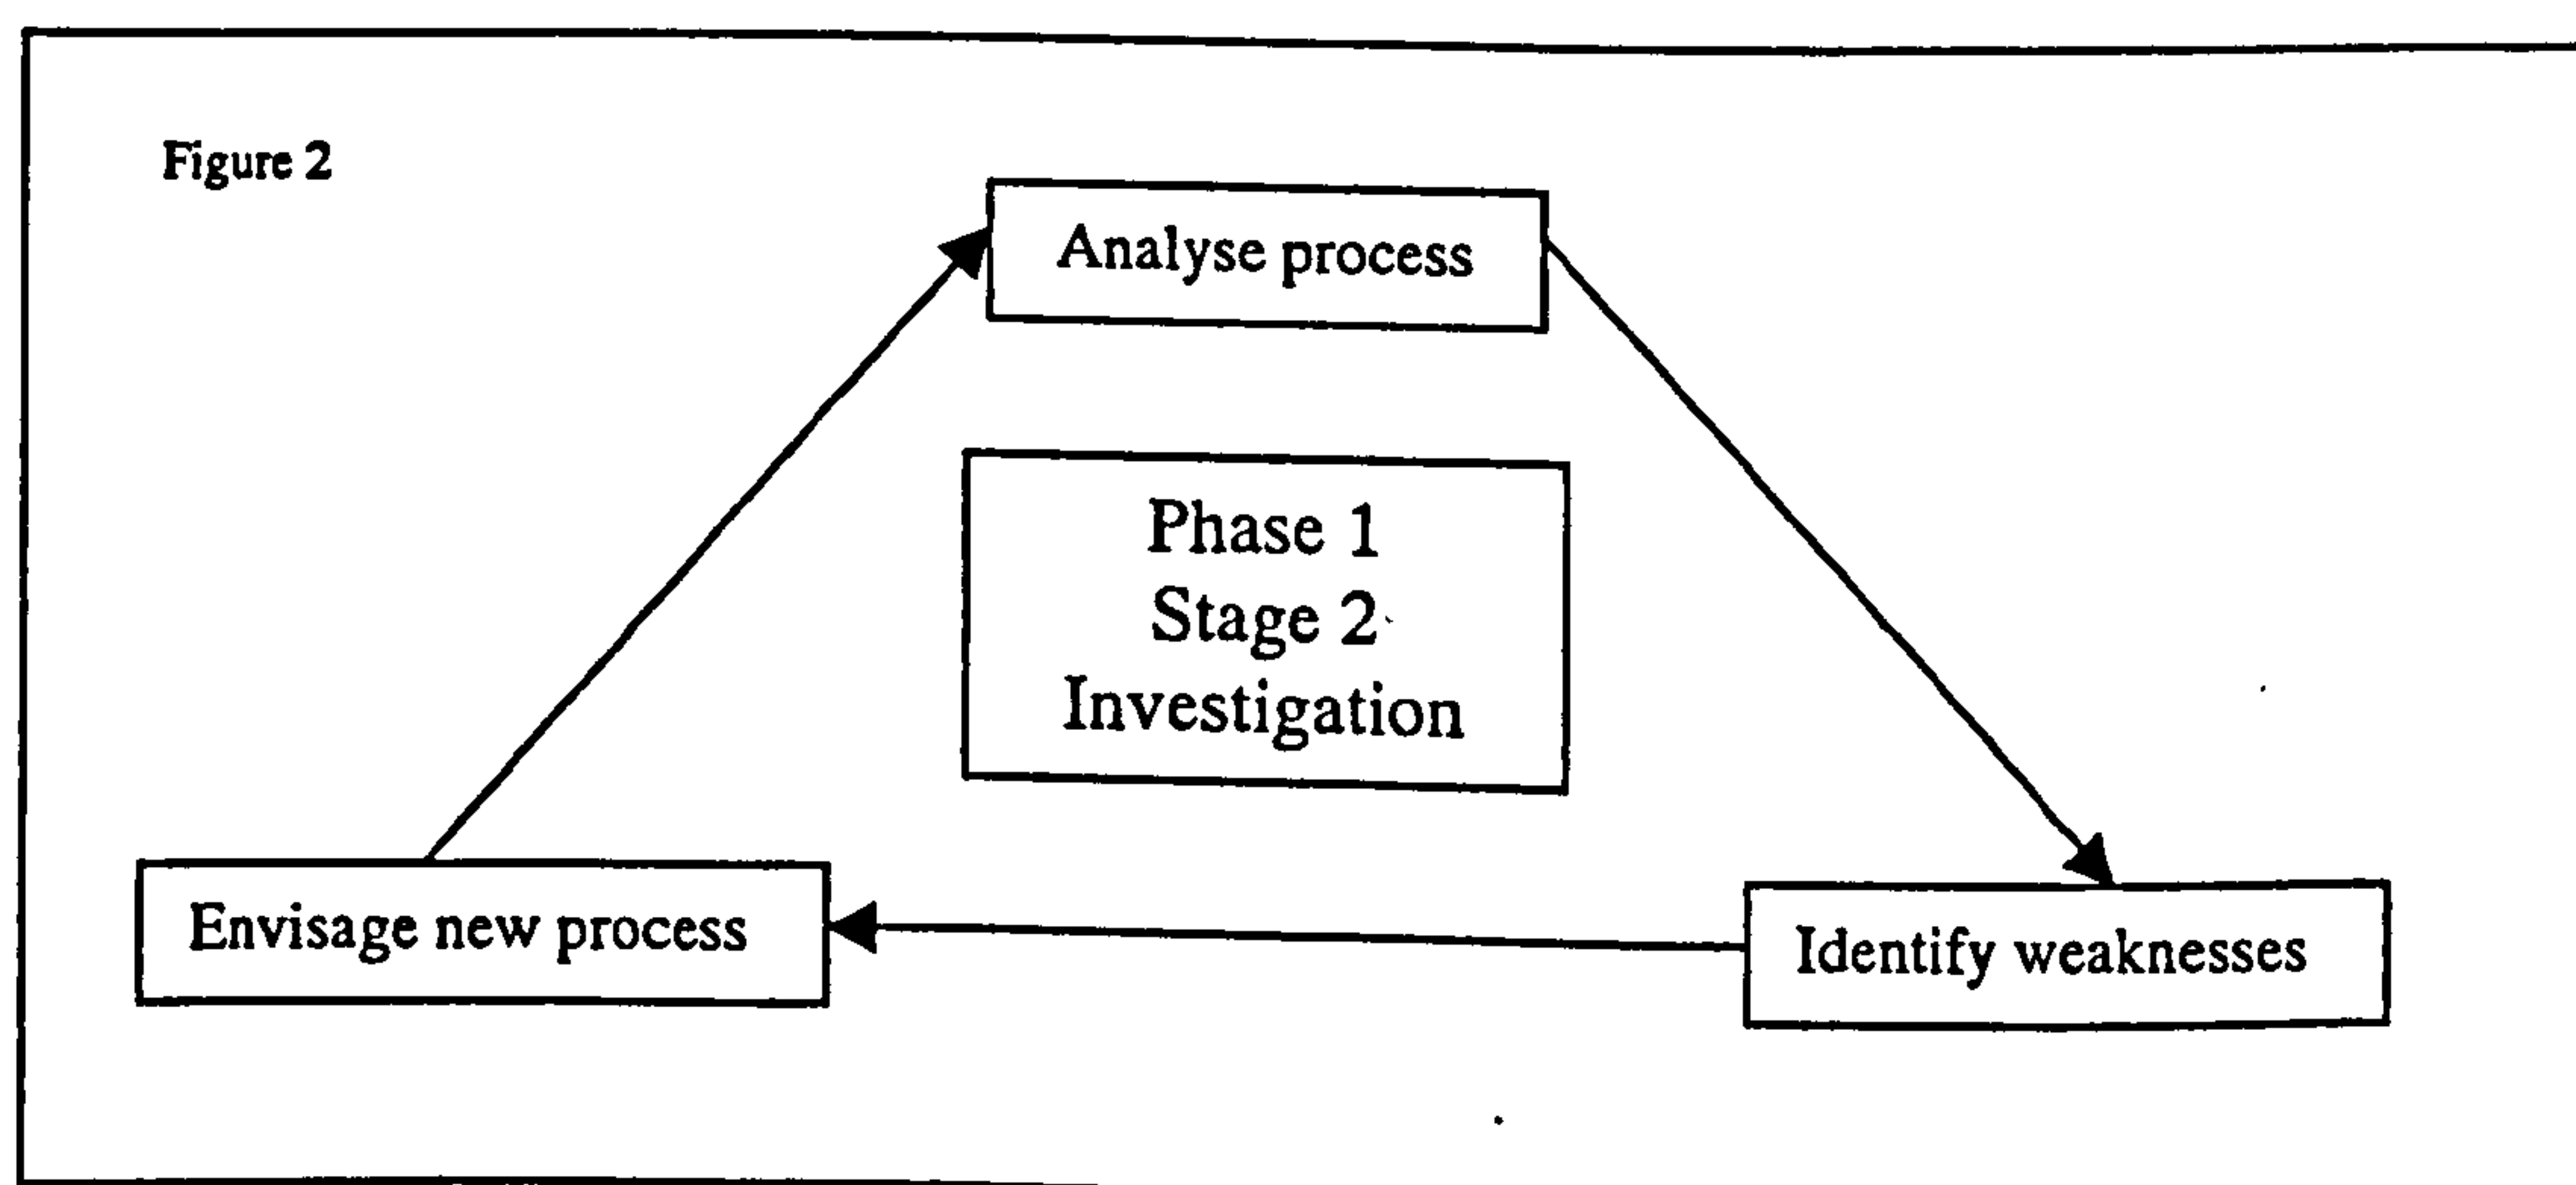 Figure 2
Analyse process
Phase 1
Stage 2
Investigation
Envisage new process
Identify weaknesses